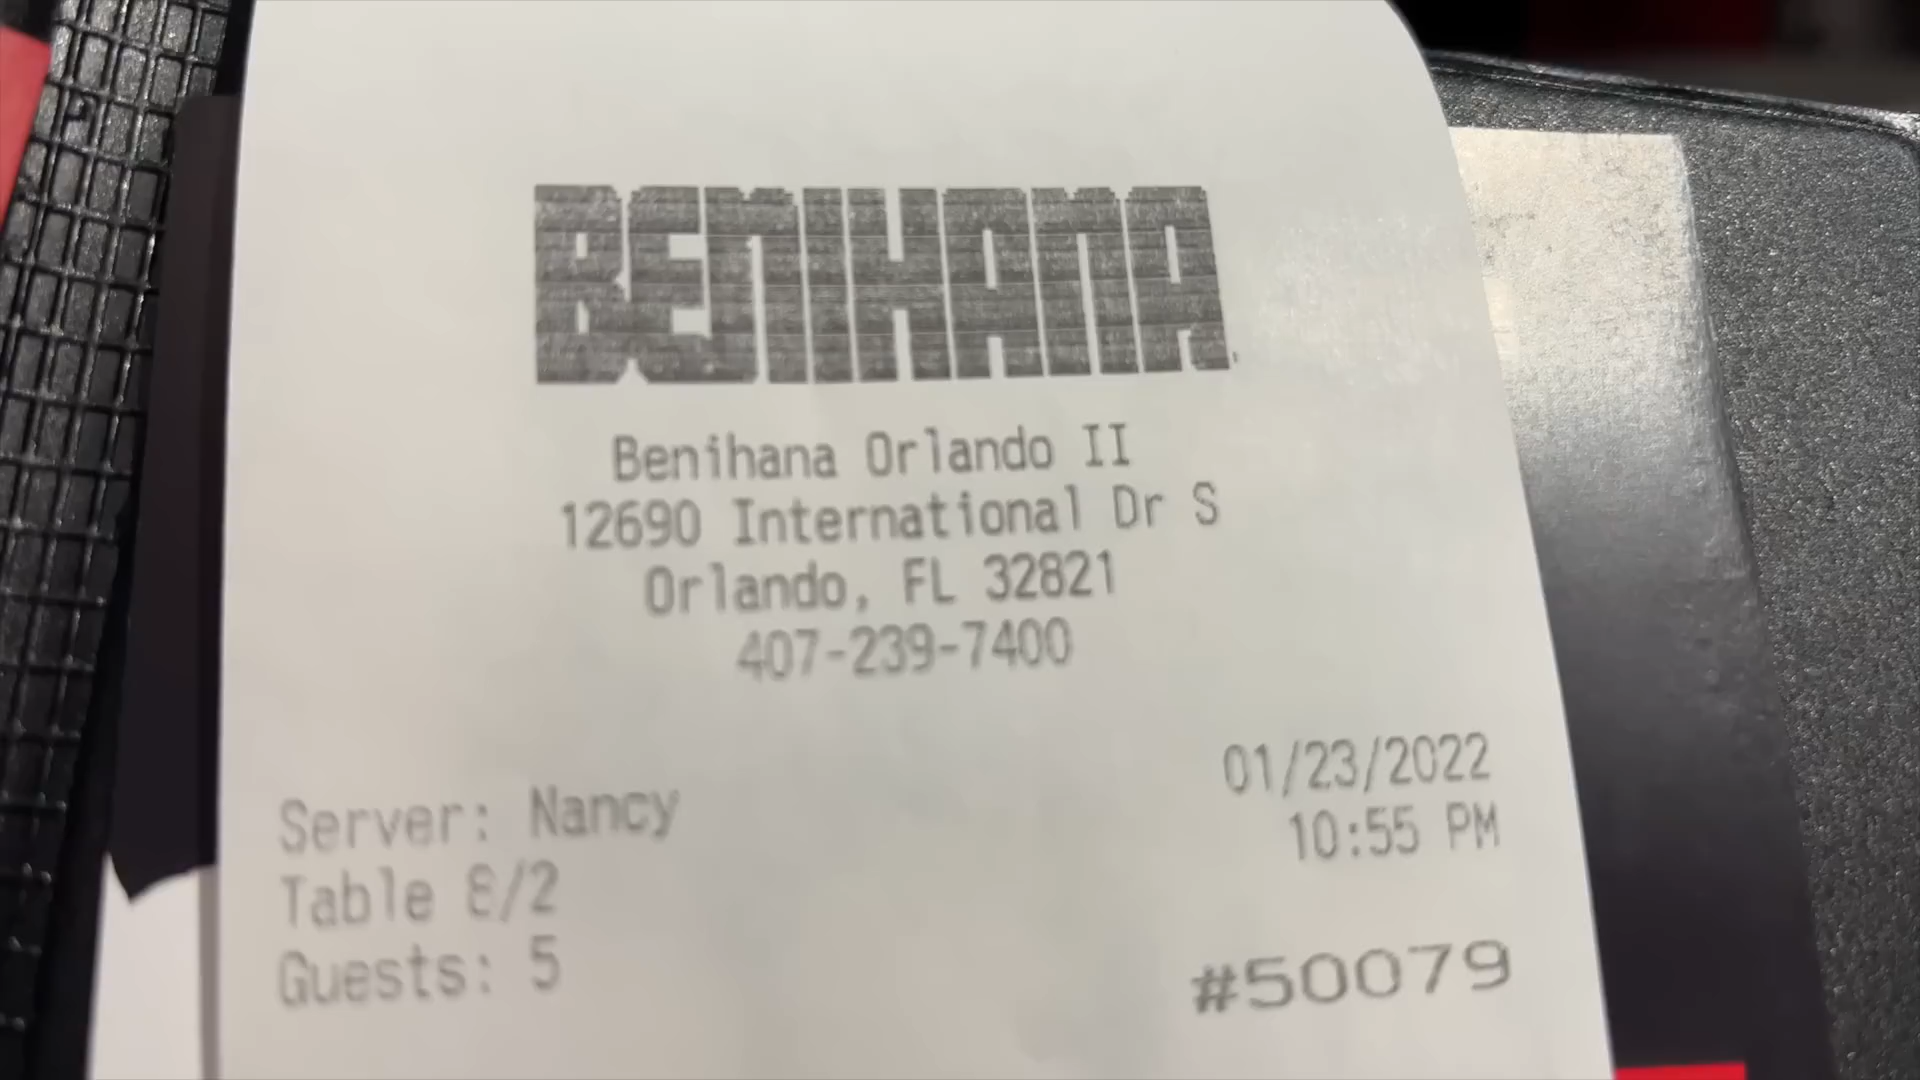 BENIHANA.
Benihana Orlando II
12690 International Dr S
Orlando, FL 32821
407-239-7400
01/23/2022
Server: Nancy
10:55 PM
Table 8/2
Guests: 5
#50079